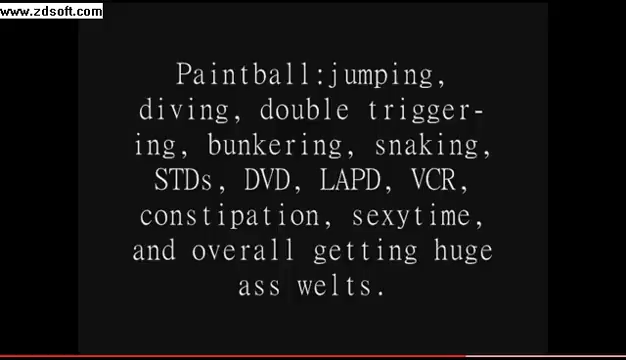 www.zdsoft.com
Paintball:jumping,
diving, double trigger-
ing, bunkering, snaking,
STDs, DVD, LAPD, VCR,
constipation, sexytime,
and overall getting huge
ass welts.